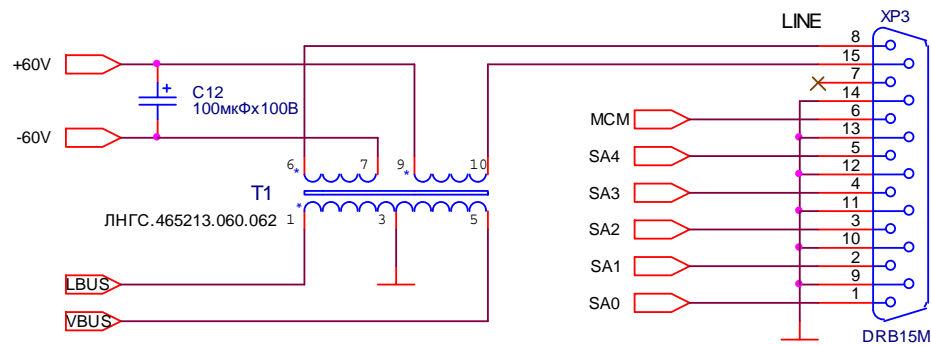 LINE
XP3
8
+60V
15
7
C12
100мкФх100В
14
MCM
6
13
-60V
SA4
5
6
7
9
10
12
*
*
T1
SA3
4
*
ЛНГС.465213.060.062
1
3
5
11
SA2
3
10
SA1
2
LBUS
9
SA0
1
VBUS
DRB15M